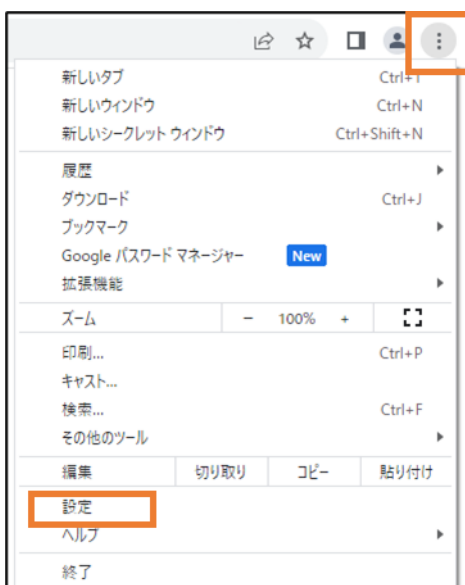 新しいタブ Ctrl+T
新しいウィンドウ Ctrl+N
新しいシークレット ウィンドウ Ctrl+Shift+N
履歴
ダウンロード Ctrl+J
ブックマーク
Google パスワード マネージャー New
拡張機能
ズーム － 100% +
印刷... Ctrl+P
キャスト...
検索... Ctrl+F
その他のツール
編集 切り取り コピー 貼り付け
設定
ヘルプ
終了